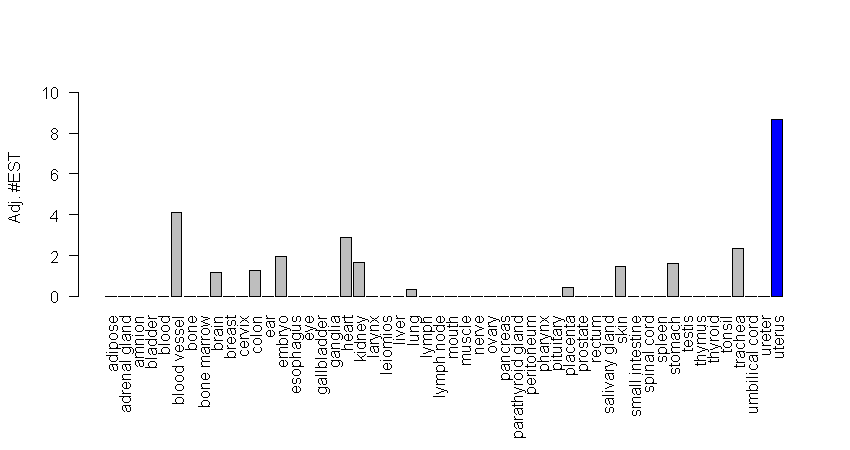 10
8
6
4
2
0
Adj. #EST
adipose
adrenal gland
amnion
bladder
blood
blood vessel
bone
bone marrow
brain
breast
cervix
colon
ear
embryo
esophagus
eye
gallbladder
ganglia
heart
kidney
larynx
leiomios
liver
lung
lymph
lymph node
mouth
muscle
nerve
ovary
pancreas
parathyroid gland
peritoneum
pharynx
pituitary
placenta
prostate
rectum
salivary gland
skin
small intestine
spinal cord
spleen
stomach
testis
thymus
thyroid
tonsil
trachea
umbilical cord
ureter
uterus